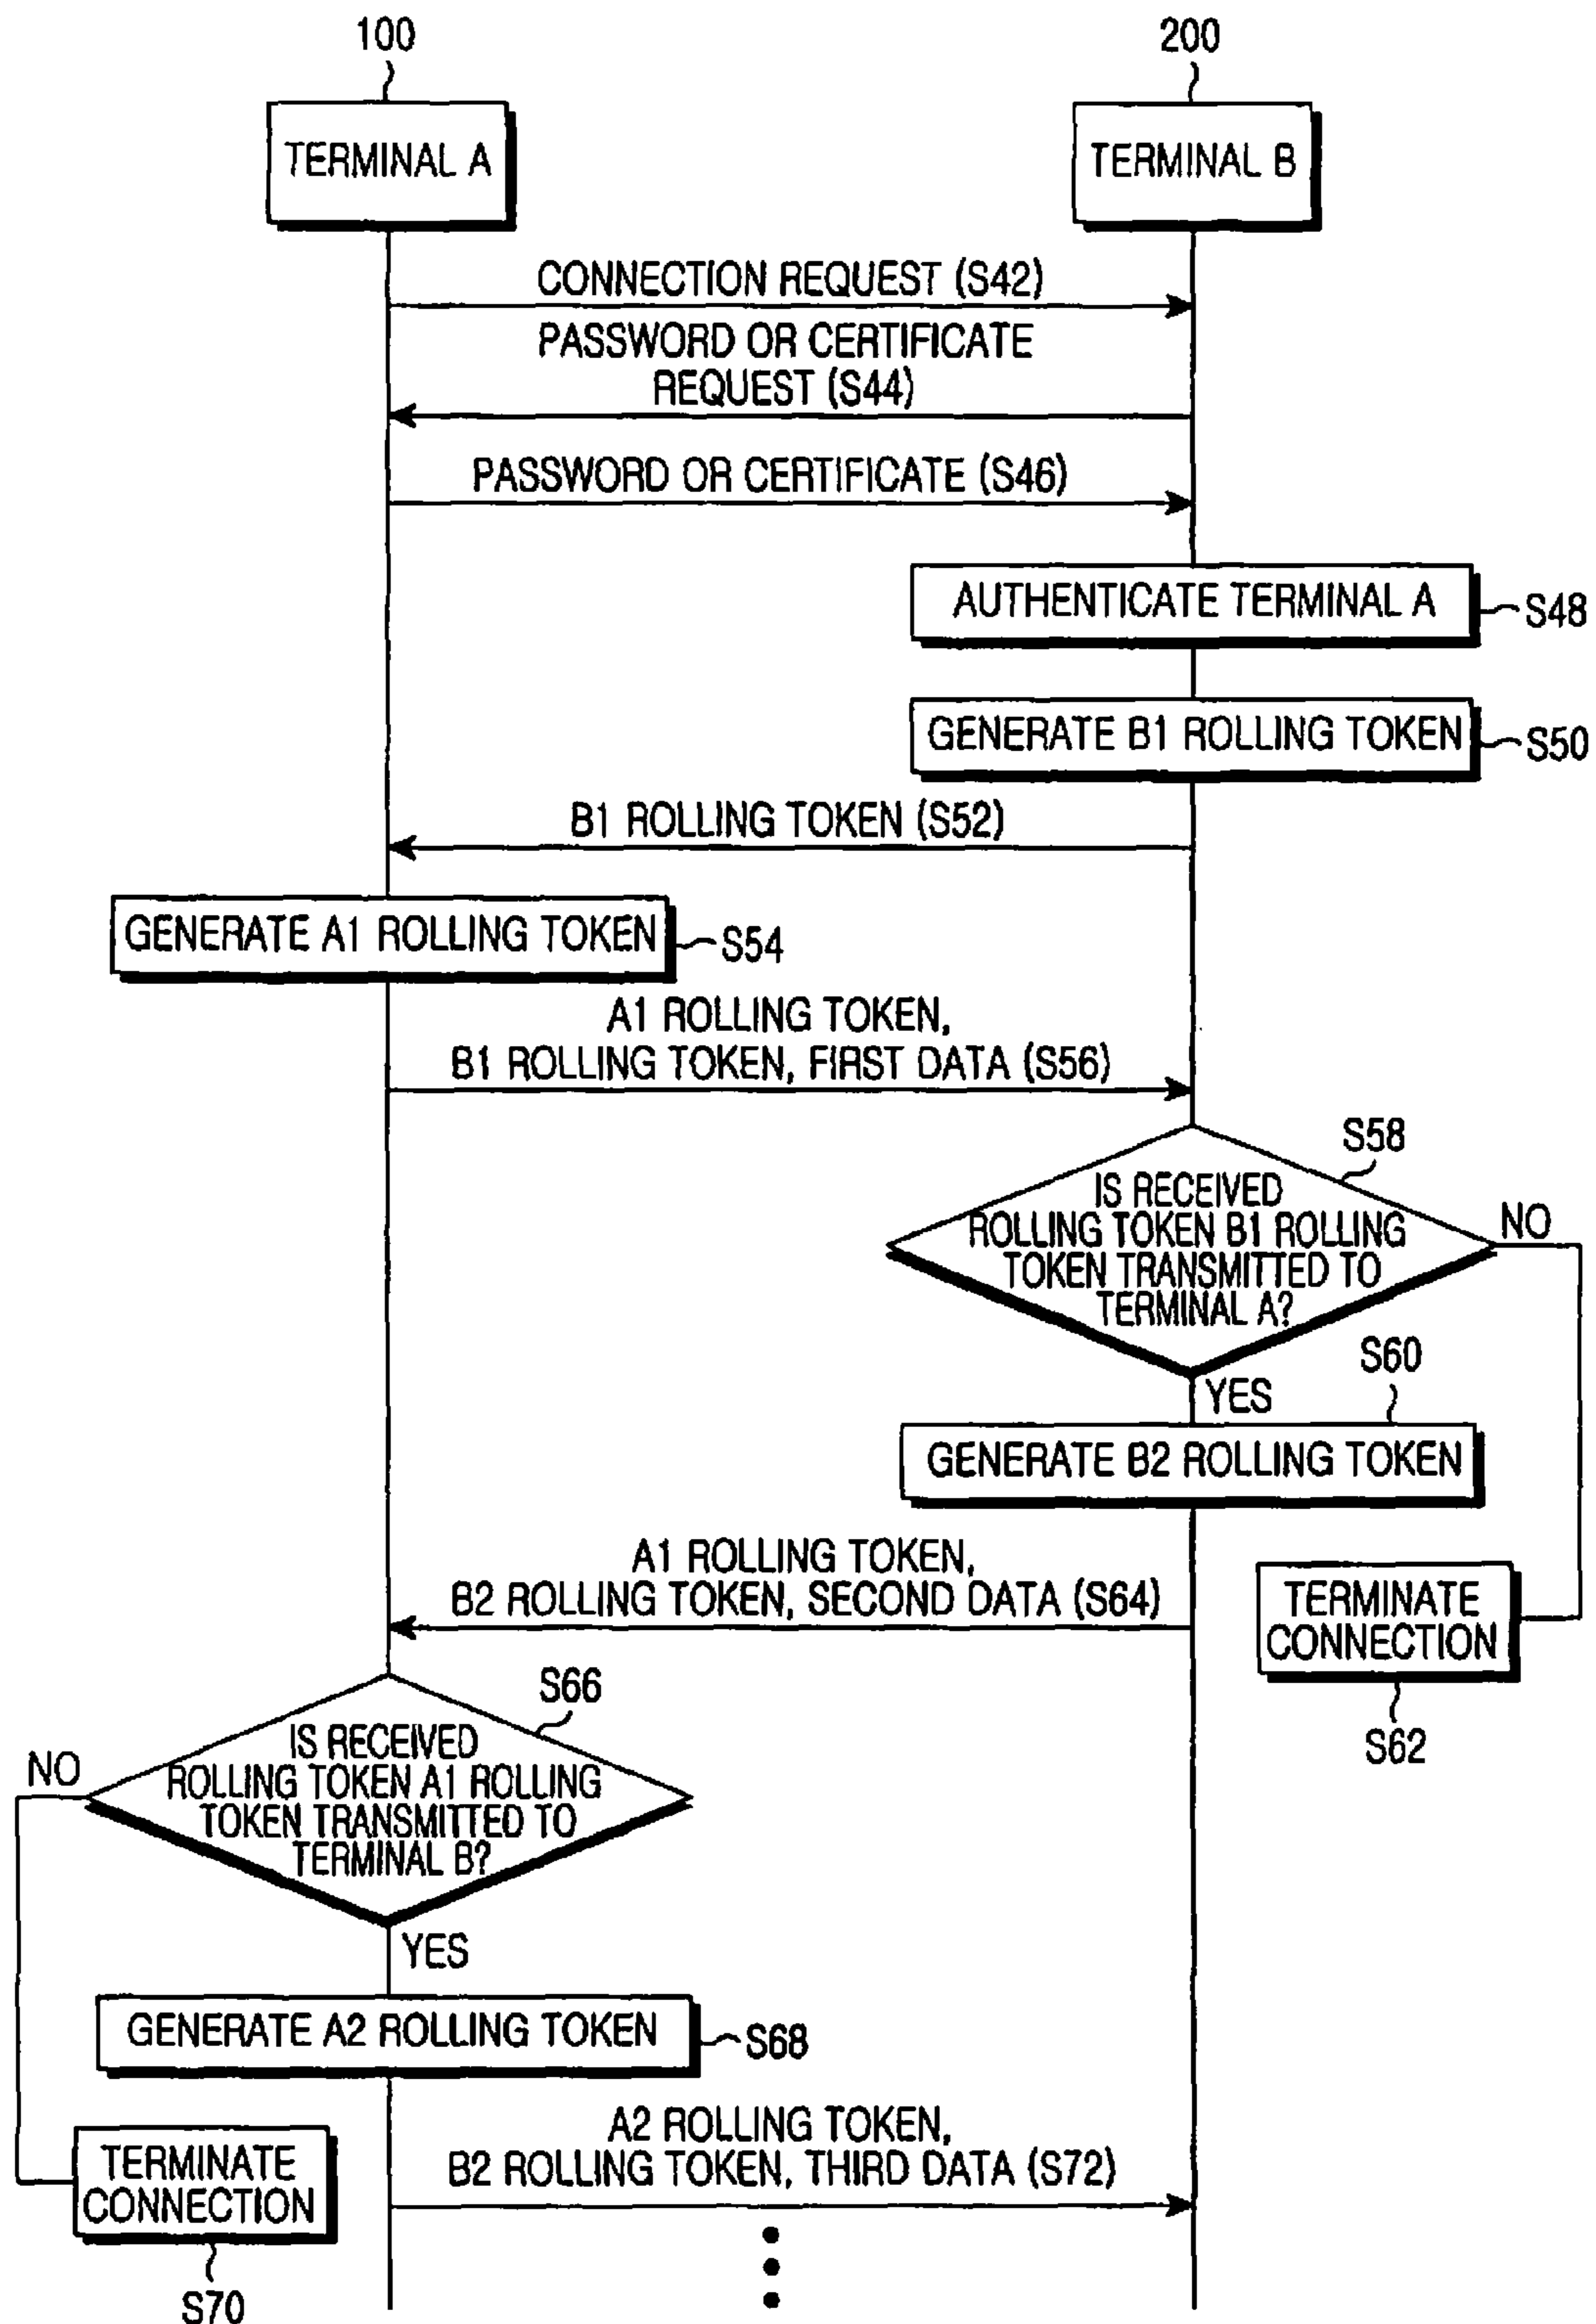 100
200
TERMINAL A
TERMINAL B
CONNECTION REQUEST (S42)
PASSWORD OR CERTIFICATE
REQUEST (S44)
PASSWORD OR CERTIFICATE (S46)
AUTHENTICATE TERMINAL A
S48
GENERATE B1 ROLLING TOKEN
S50
B1 ROLLING TOKEN (S52)
GENERATE A1 ROLLING TOKEN
S54
A1 ROLLING TOKEN,
B1 ROLLING TOKEN, FIRST DATA (S56)
S58
IS RECEIVED
ROLLING TOKEN B1 ROLLING
TOKEN TRANSMITTED TO
TERMINAL A?
NO
YES
S60
GENERATE B2 ROLLING TOKEN
A1 ROLLING TOKEN,
B2 ROLLING TOKEN, SECOND DATA (S64)
TERMINATE
CONNECTION
S62
S66
IS RECEIVED
ROLLING TOKEN A1 ROLLING
TOKEN TRANSMITTED TO
TERMINAL B?
NO
YES
GENERATE A2 ROLLING TOKEN
S68
A2 ROLLING TOKEN,
B2 ROLLING TOKEN, THIRD DATA (S72)
TERMINATE
CONNECTION
S70